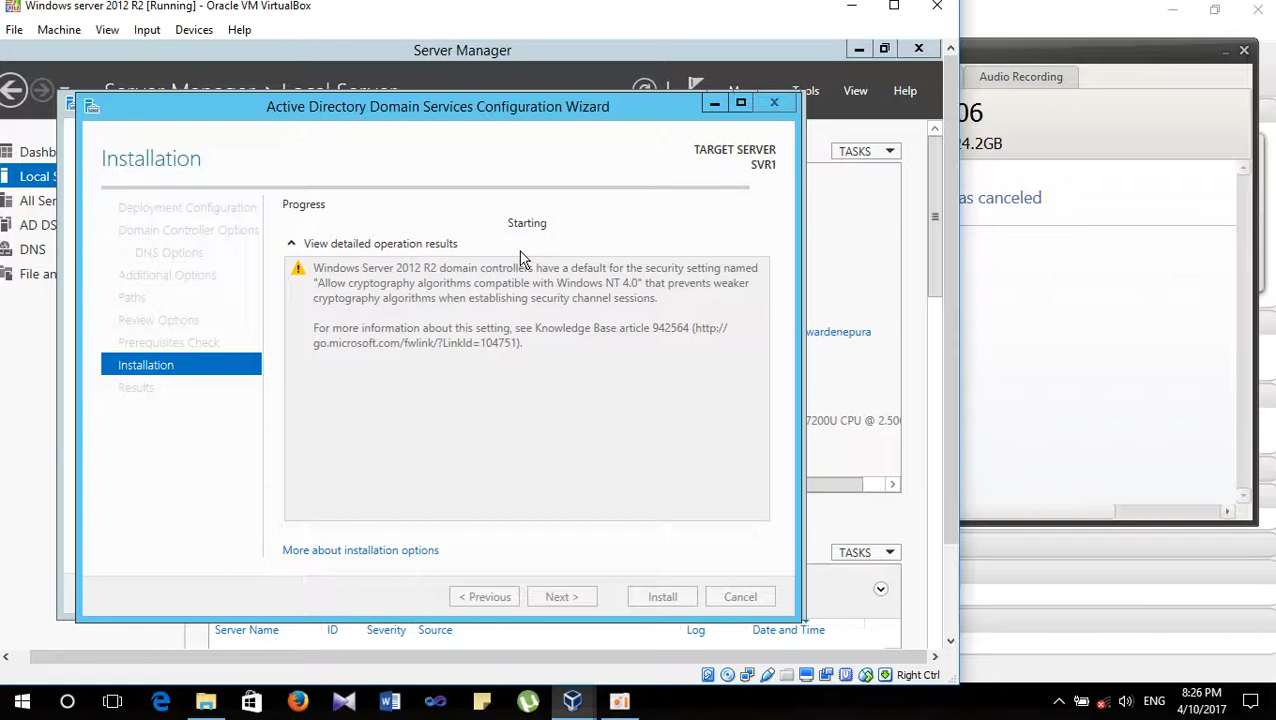 Windows server 2012 R2 [Running] - Oracle VM VirtualBox
File Machine View Input Devices Help
Server Manager
Audio Recording
View Help
Active Directory Domain Services Configuration Wizard
06
24.2GB
Installation
TARGET SERVER
SVR1
TASKS
Dashb
Local S
All Ser
AD DS
DNS
File an
as canceled
Deployment Configuration
Domain Controller Options
DNS Options
Additional Options
Paths
Review Options
Prerequisites Check
Installation
Results
Progress
Starting
View detailed operation results
Windows Server 2012 R2 domain controllers have a default for the security setting named
"Allow cryptography algorithms compatible with Windows NT 4.0" that prevents weaker
cryptography algorithms when establishing security channel sessions.
For more information about this setting, see Knowledge Base article 942564 (http://
go.microsoft.com/fwlink/?LinkId=104751).
wardenepura
7200U CPU @ 2.50
More about installation options
TASKS
< Previous Next > Install Cancel
Server Name ID Severity Source Log Date and Time
Right Ctrl
ENG
8:26 PM
4/10/2017